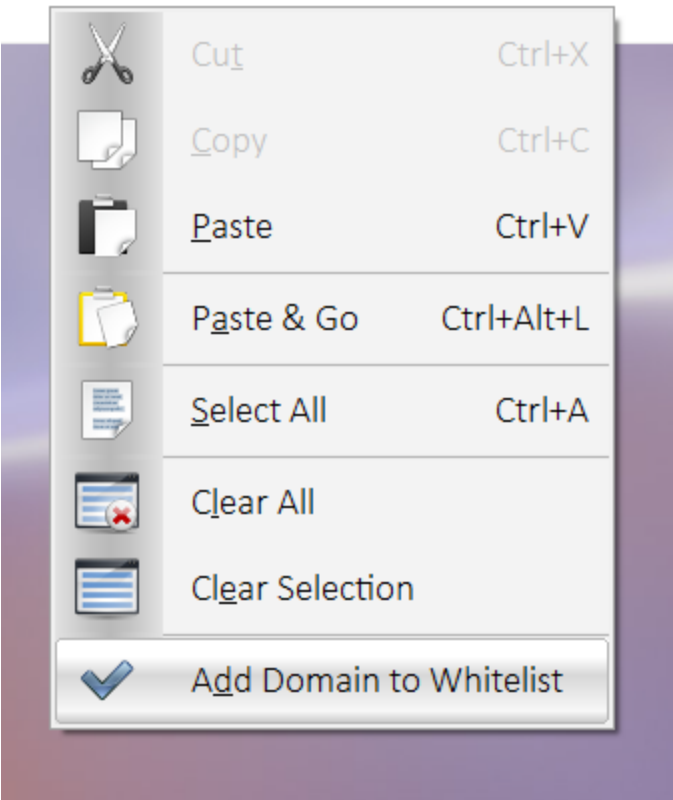 Cut Ctrl+X
Copy Ctrl+C
Paste Ctrl+V
Paste & Go Ctrl+Alt+L
Select All Ctrl+A
Clear All
Clear Selection
Add Domain to Whitelist